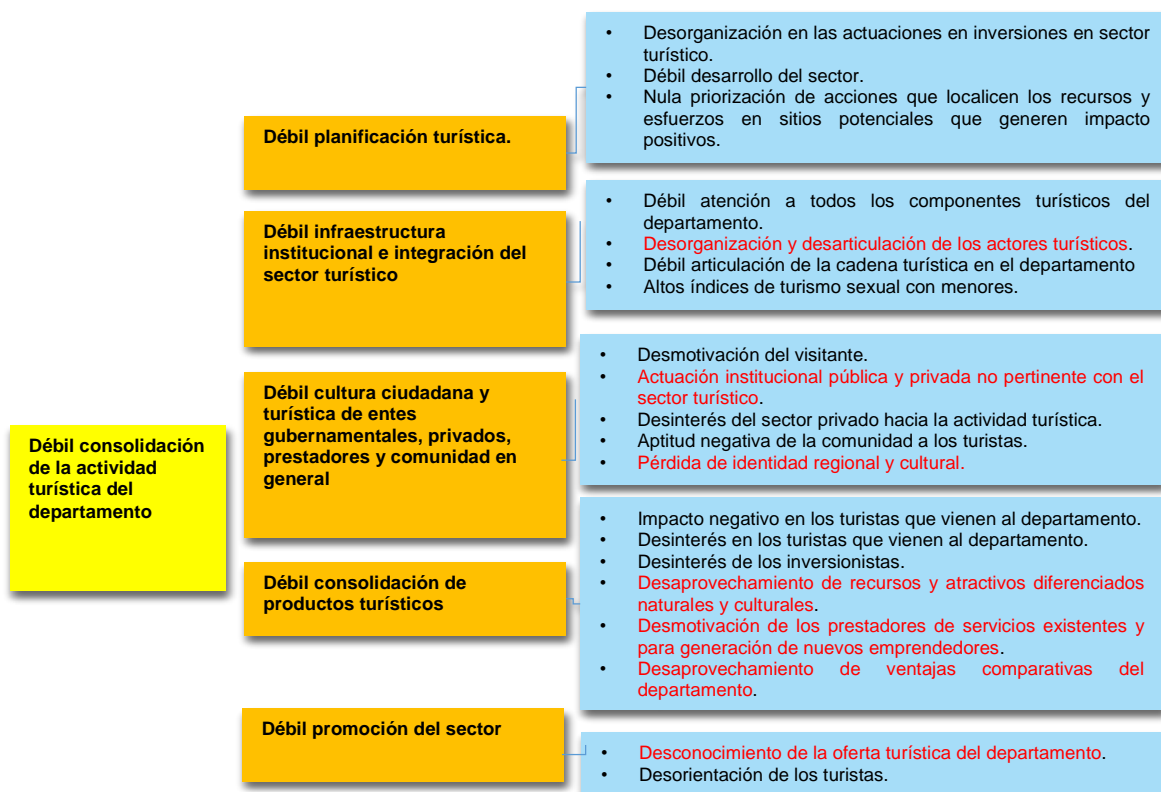 Débil consolidación
de la actividad
turística del
departamento
Débil planificación turística.
• Desorganización en las actuaciones en inversiones en sector
turístico.
• Débil desarrollo del sector.
• Nula priorización de acciones que localicen los recursos y
esfuerzos en sitios potenciales que generen impacto
positivos.
Débil infraestructura
institucional e integración del
sector turístico
• Débil atención a todos los componentes turísticos del
departamento.
• Desorganización y desarticulación de los actores turísticos.
• Débil articulación de la cadena turística en el departamento
• Altos índices de turismo sexual con menores.
Débil cultura ciudadana y
turística de entes
gubernamentales, privados,
prestadores y comunidad en
general
• Desmotivación del visitante.
• Actuación institucional pública y privada no pertinente con el
sector turístico.
• Desinterés del sector privado hacia la actividad turística.
• Aptitud negativa de la comunidad a los turistas.
• Pérdida de identidad regional y cultural.
Débil consolidación de
productos turísticos
• Impacto negativo en los turistas que vienen al departamento.
• Desinterés en los turistas que vienen al departamento.
• Desinterés de los inversionistas.
• Desaprovechamiento de recursos y atractivos diferenciados
naturales y culturales.
• Desmotivación de los prestadores de servicios existentes y
para generación de nuevos emprendedores.
• Desaprovechamiento de ventajas comparativas del
departamento.
Débil promoción del sector
• Desconocimiento de la oferta turística del departamento.
• Desorientación de los turistas.